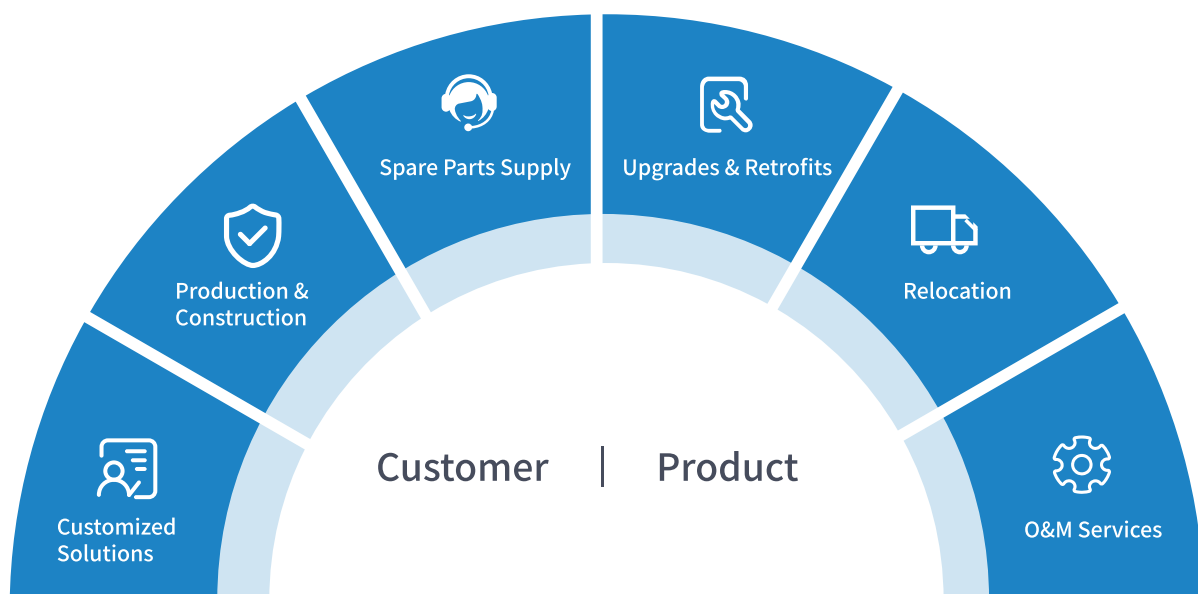 Spare Parts Supply
Upgrades & Retrofits
Production &
Construction
Relocation
Customized
Solutions
Customer | Product
O&M Services